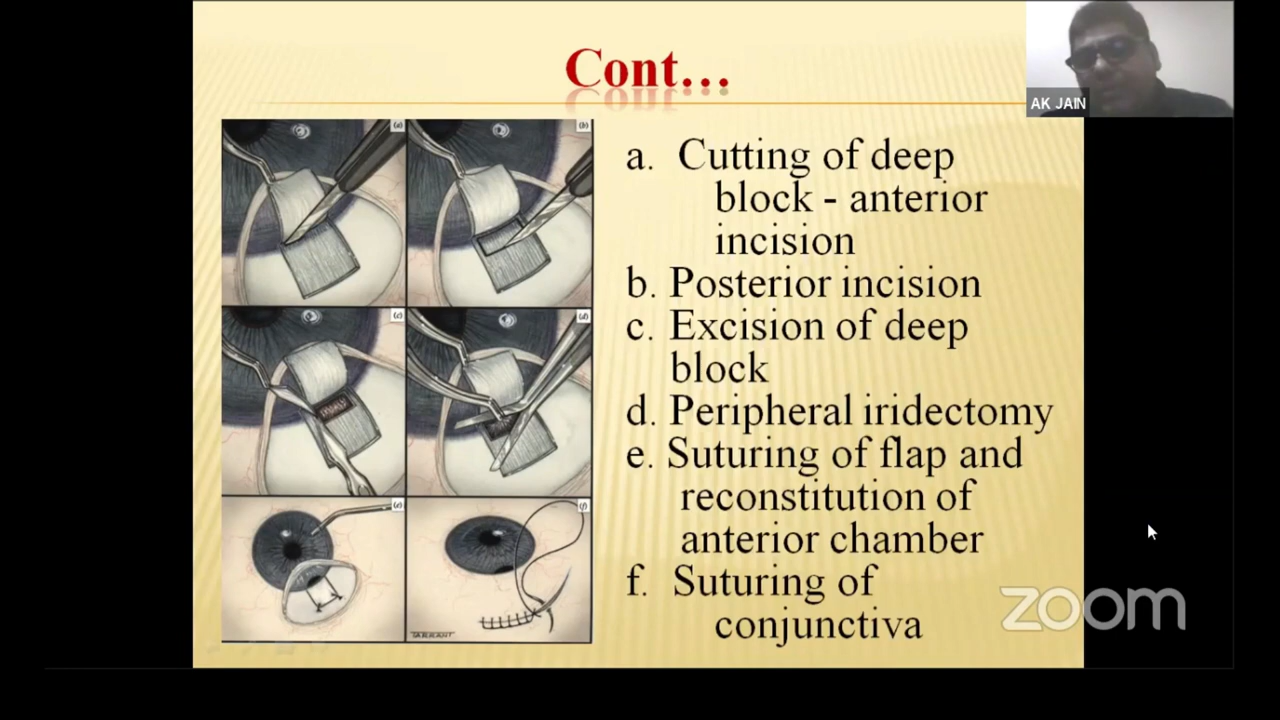 Cont...
AK JAIN
(a)
(b)
a. Cutting of deep
block - anterior
incision
b. Posterior incision
c. Excision of deep
block
d. Peripheral iridectomy
e. Suturing of flap and
reconstitution of
anterior chamber
f. Suturing of
conjunctiva
(c)
(d)
(e)
(f)
TARRANT
zoom